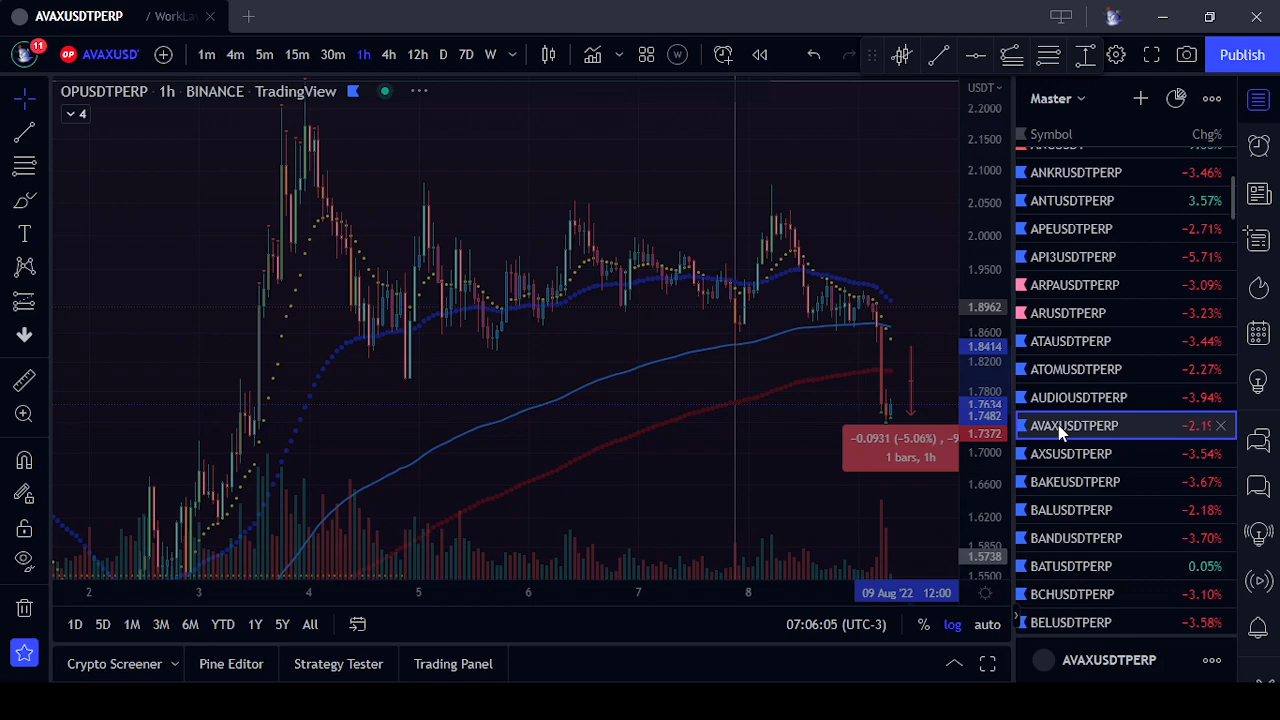 AVAXUSDTPERP / WorkLa
11 OP AVAXUSD' 1m 4m 5m 15m 30m 1h 4h 12h D 7D W Publish
OPUSDTPERP · 1h · BINANCE · TradingView
4
USDT
2.2000
2.1500
2.1000
2.0500
2.0000
1.9500
1.8962
1.8600
1.8414
1.8200
1.7800
1.7634
1.7482
1.7372
1.7000
1.6600
1.6200
1.5850
1.5738
1.5500
-0.0931 (-5.06%) , -9
1 bars, 1h
2 3 4 5 6 7 8 09 Aug '22 12:00
1D 5D 1M 3M 6M YTD 1Y 5Y All 07:06:05 (UTC-3) % log auto
Crypto Screener Pine Editor Strategy Tester Trading Panel
Master
Symbol Chg%
ANKRUSDTPERP −3.46%
ANTUSDTPERP 3.57%
APEUSDTPERP −2.71%
API3USDTPERP −5.71%
ARPAUSDTPERP −3.09%
ARUSDTPERP −3.23%
ATAUSDTPERP −3.44%
ATOMUSDTPERP −2.27%
AUDIOUSDTPERP −3.94%
AVAXUSDTPERP −2.19
AXSUSDTPERP −3.54%
BAKEUSDTPERP −3.67%
BALUSDTPERP −2.18%
BANDUSDTPERP −3.70%
BATUSDTPERP 0.05%
BCHUSDTPERP −3.10%
BELUSDTPERP −3.58%
AVAXUSDTPERP